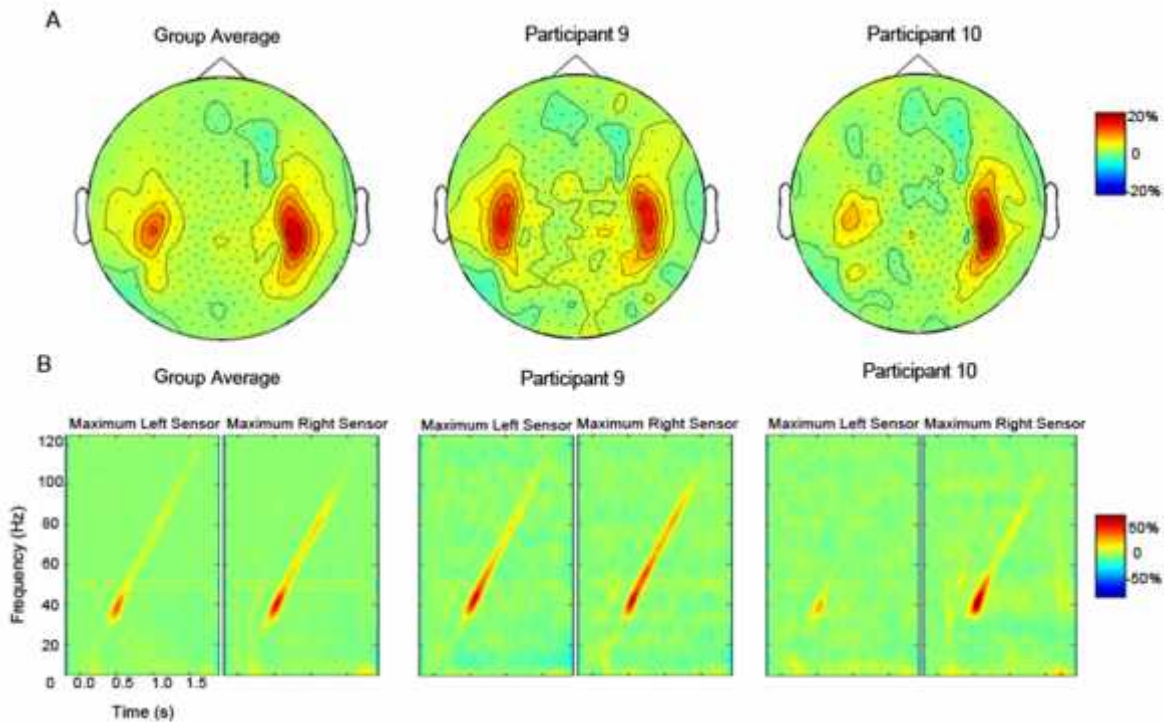 A
Group Average
Participant 9
Participant 10
20%
0
-20%
B
Group Average
Participant 9
Participant 10
Maximum Left Sensor
Maximum Right Sensor
Maximum Left Sensor
Maximum Right Sensor
Maximum Left Sensor
Maximum Right Sensor
120
100
80
60
40
20
0
Frequency (Hz)
0.0 0.5 1.0 1.5
Time (s)
50%
0
-50%